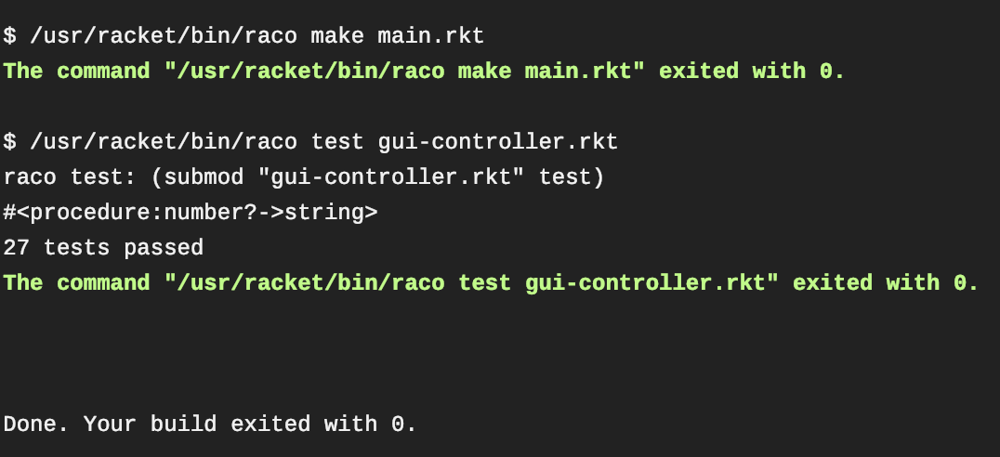 $ /usr/racket/bin/raco make main.rkt
The command "/usr/racket/bin/raco make main.rkt" exited with 0.
$ /usr/racket/bin/raco test gui-controller.rkt
raco test: (submod "gui-controller.rkt" test)
#<procedure:number?->string>
27 tests passed
The command "/usr/racket/bin/raco test gui-controller.rkt" exited with 0.
Done. Your build exited with 0.